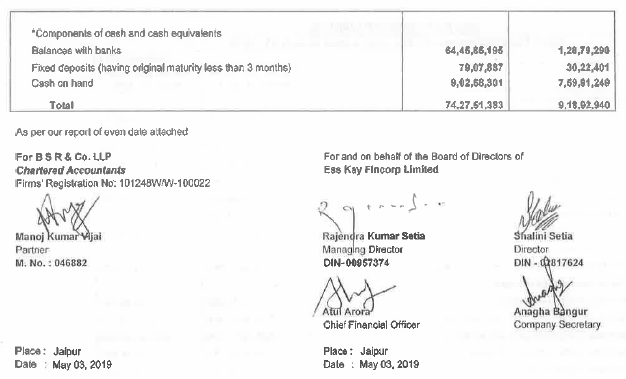 *Components of cash and cash equivalents
Balances with banks 64,45,85,195 1,28,79,290
Fixed deposits (having original maturity less than 3 months) 79,07,887 30,22,401
Cash on hand 9,02,58,301 7,59,91,249
Total 74,27,51,383 9,18,92,940
As per our report of even date attached
For B S R & Co. LLP
Chartered Accountants
Firms' Registration No: 101248W/W-100022
For and on behalf of the Board of Directors of
Ess Kay Fincorp Limited
Manoj Kumar Vijai
Partner
M. No. : 046882
Rajendra Kumar Setia
Managing Director
DIN-00957374
Shalini Setia
Director
DIN - 02817624
Atul Arora
Chief Financial Officer
Anagha Bangur
Company Secretary
Place : Jaipur
Date : May 03, 2019
Place : Jaipur
Date : May 03, 2019